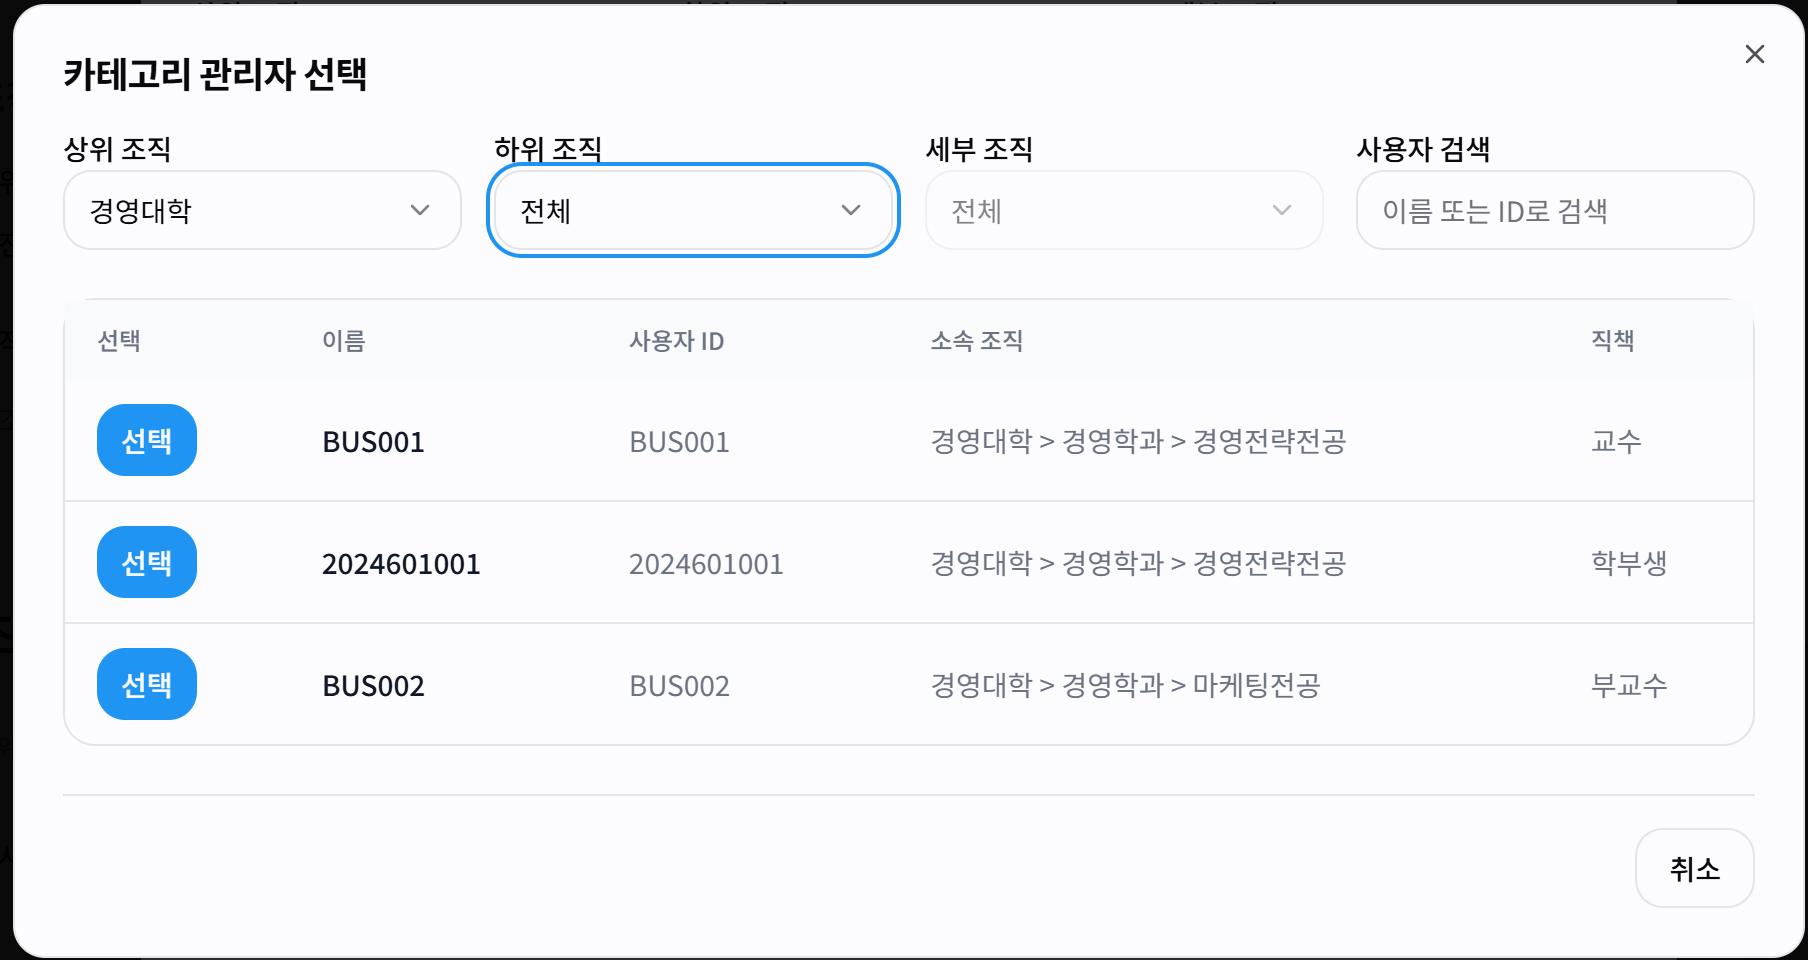 카테고리 관리자 선택
상위 조직
하위 조직
세부 조직
사용자 검색
경영대학
전체
전체
이름 또는 ID로 검색
선택 이름 사용자 ID 소속 조직 직책
선택 BUS001 BUS001 경영대학 > 경영학과 > 경영전략전공 교수
선택 2024601001 2024601001 경영대학 > 경영학과 > 경영전략전공 학부생
선택 BUS002 BUS002 경영대학 > 경영학과 > 마케팅전공 부교수
취소